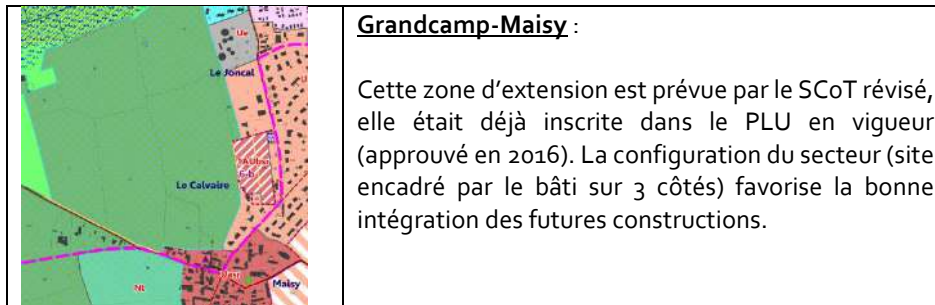 Grandcamp-Maisy :
Cette zone d’extension est prévue par le SCoT révisé,
elle était déjà inscrite dans le PLU en vigueur
(approuvé en 2016). La configuration du secteur (site
encadré par le bâti sur 3 côtés) favorise la bonne
intégration des futures constructions.
Ue
Le Joncal
Le Calvaire
6-b
Maisy